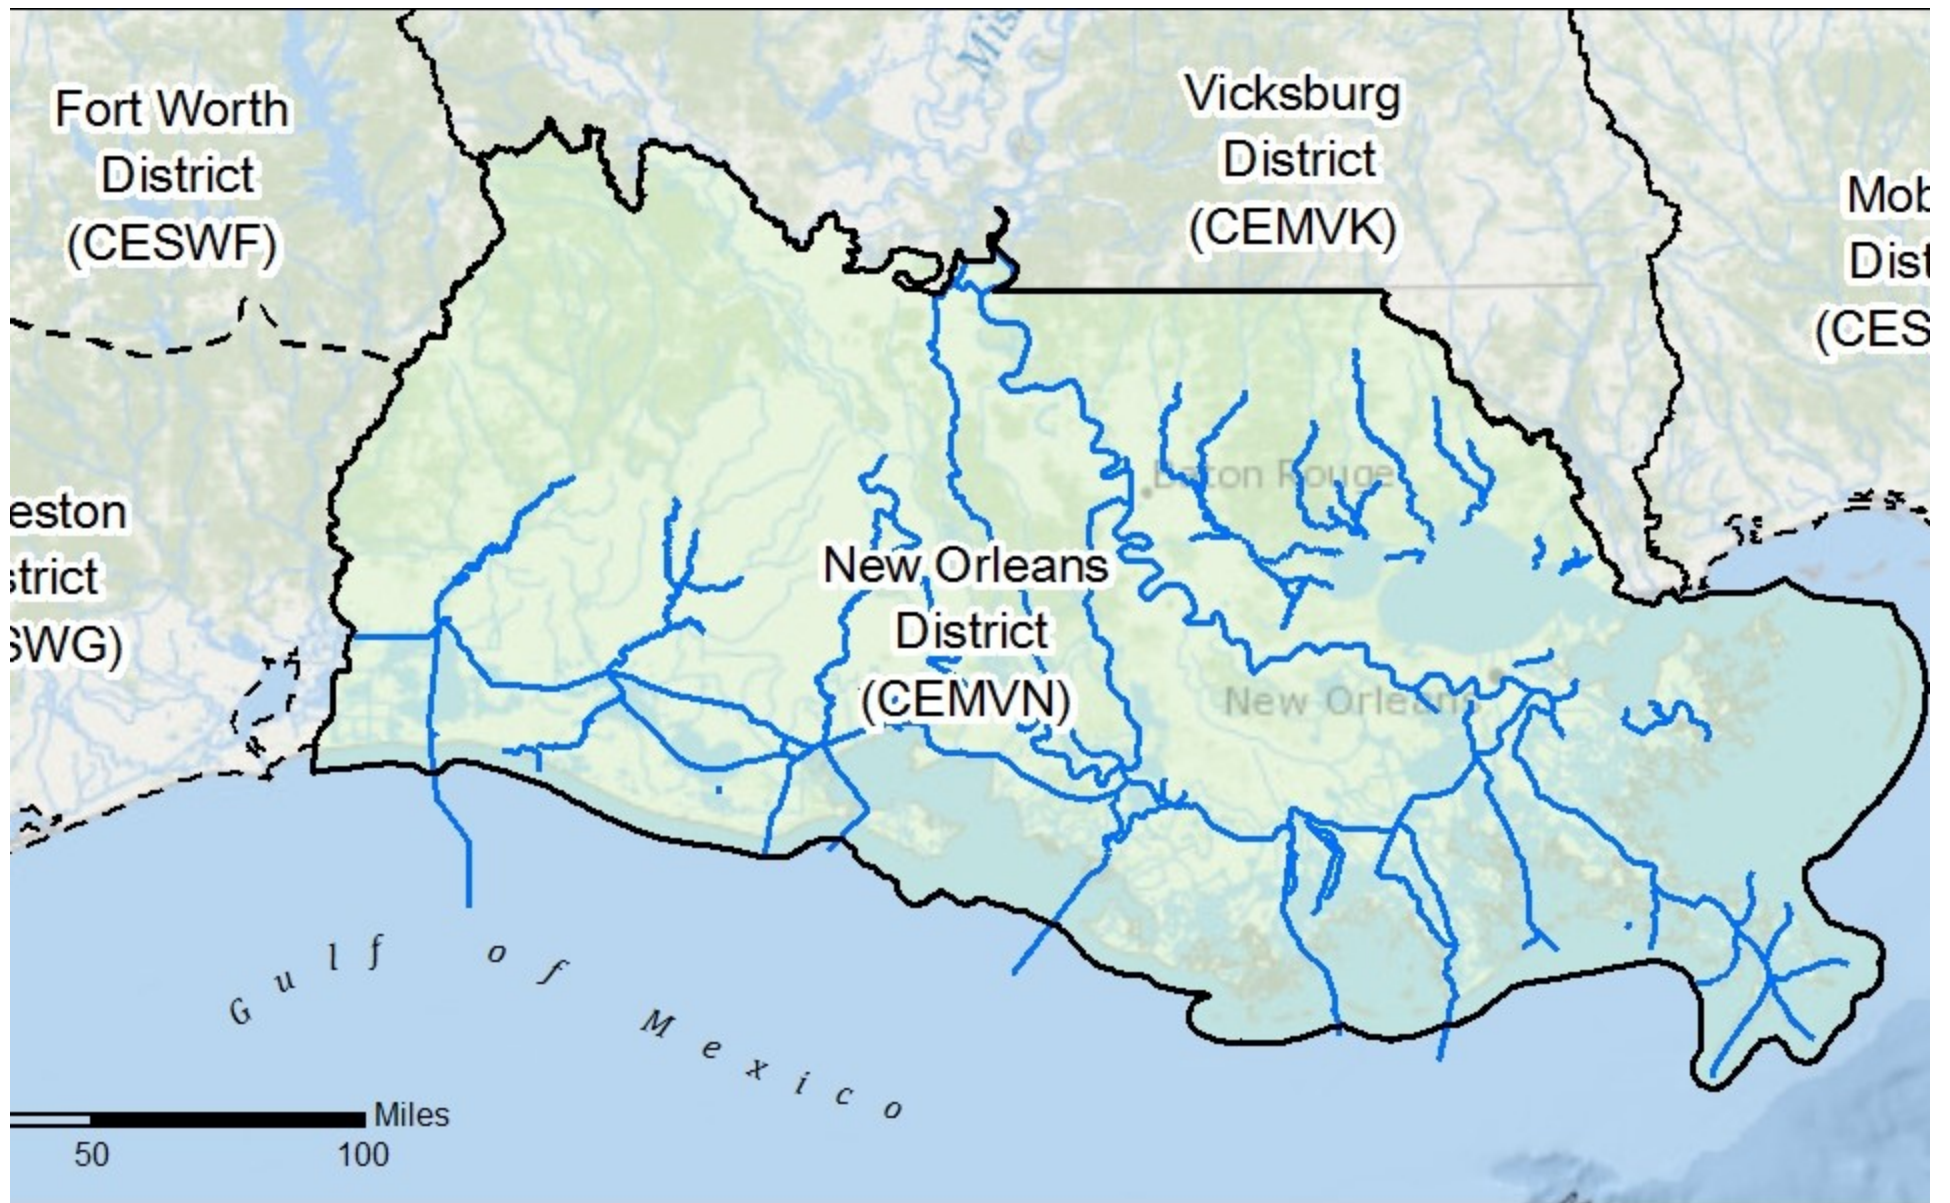 Mis
Fort Worth
District
(CESWF)
Vicksburg
District
(CEMVK)
Mob
Dist
(CES
eston
strict
SWG)
Baton Rouge
New Orleans
District
(CEMVN)
New Orleans
Gulf of Mexico
Miles
50
100